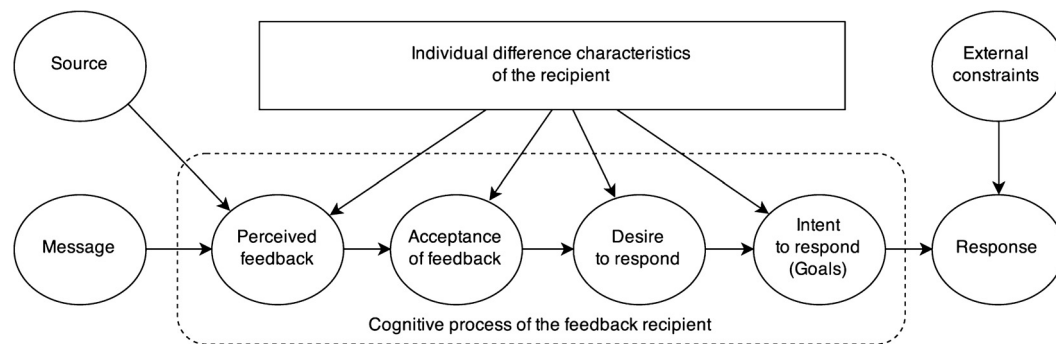 Source
Individual difference characteristics
of the recipient
External
constraints
Message
Perceived
feedback
Acceptance
of feedback
Desire
to respond
Intent
to respond
(Goals)
Response
Cognitive process of the feedback recipient